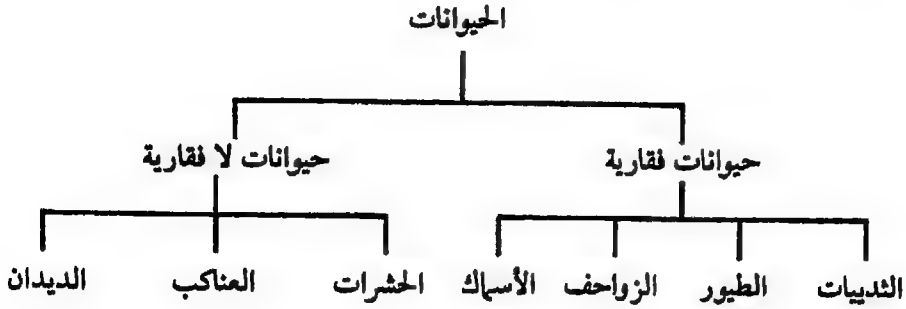 الحيوانات
حيوانات فقارية حيوانات لا فقارية
الثدييات الطيور الزواحف الأسماك الحشرات العناكب الديدان